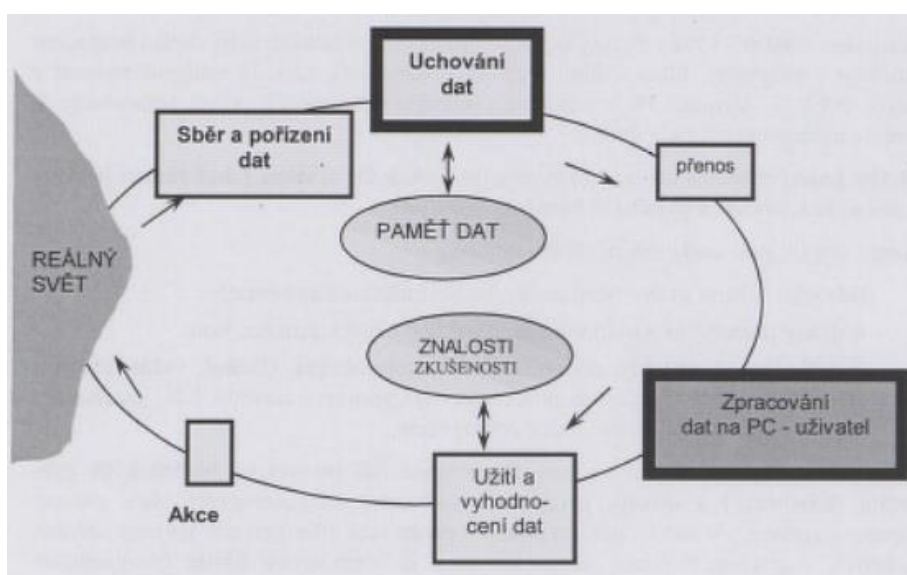 Uchování
dat
Sběr a pořízení
dat
přenos
PAMĚŤ DAT
REÁLNÝ
SVĚT
ZNALOSTI
ZKUŠENOSTI
Zpracování
dat na PC - uživatel
Užití a
vyhodno-
cení dat
Akce